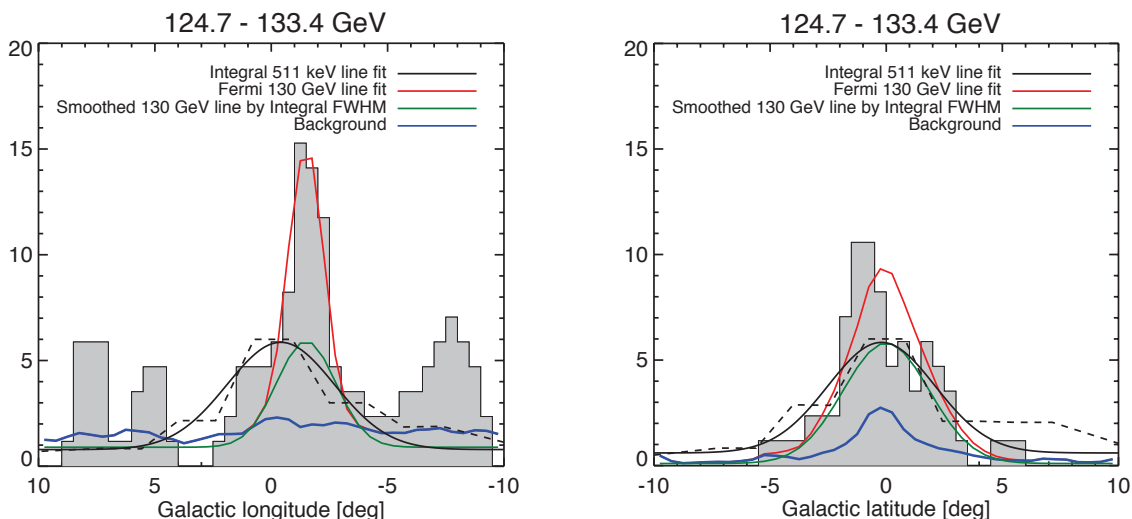 124.7 - 133.4 GeV
20
15
10
5
0
Integral 511 keV line fit
Fermi 130 GeV line fit
Smoothed 130 GeV line by Integral FWHM
Background
10
5
0
-5
-10
Galactic longitude [deg]
124.7 - 133.4 GeV
20
15
10
5
0
Integral 511 keV line fit
Fermi 130 GeV line fit
Smoothed 130 GeV line by Integral FWHM
Background
-10
-5
0
5
10
Galactic latitude [deg]